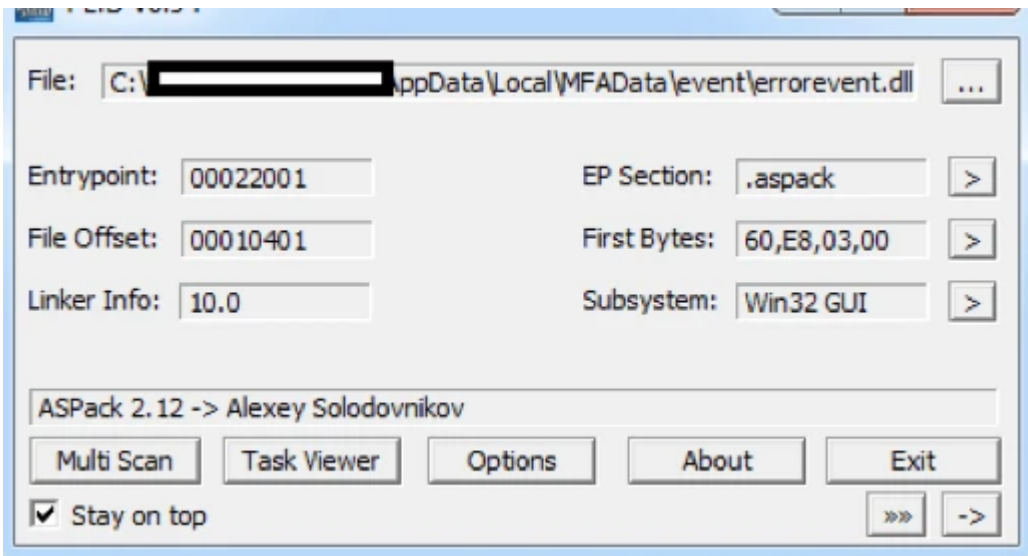 File: C:\ AppData\Local\MFAData\event\errorevent.dll ...
Entrypoint: 00022001 EP Section: .aspack >
File Offset: 00010401 First Bytes: 60,E8,03,00 >
Linker Info: 10.0 Subsystem: Win32 GUI >
ASPack 2.12 -> Alexey Solodovnikov
Multi Scan Task Viewer Options About Exit
Stay on top »» ->